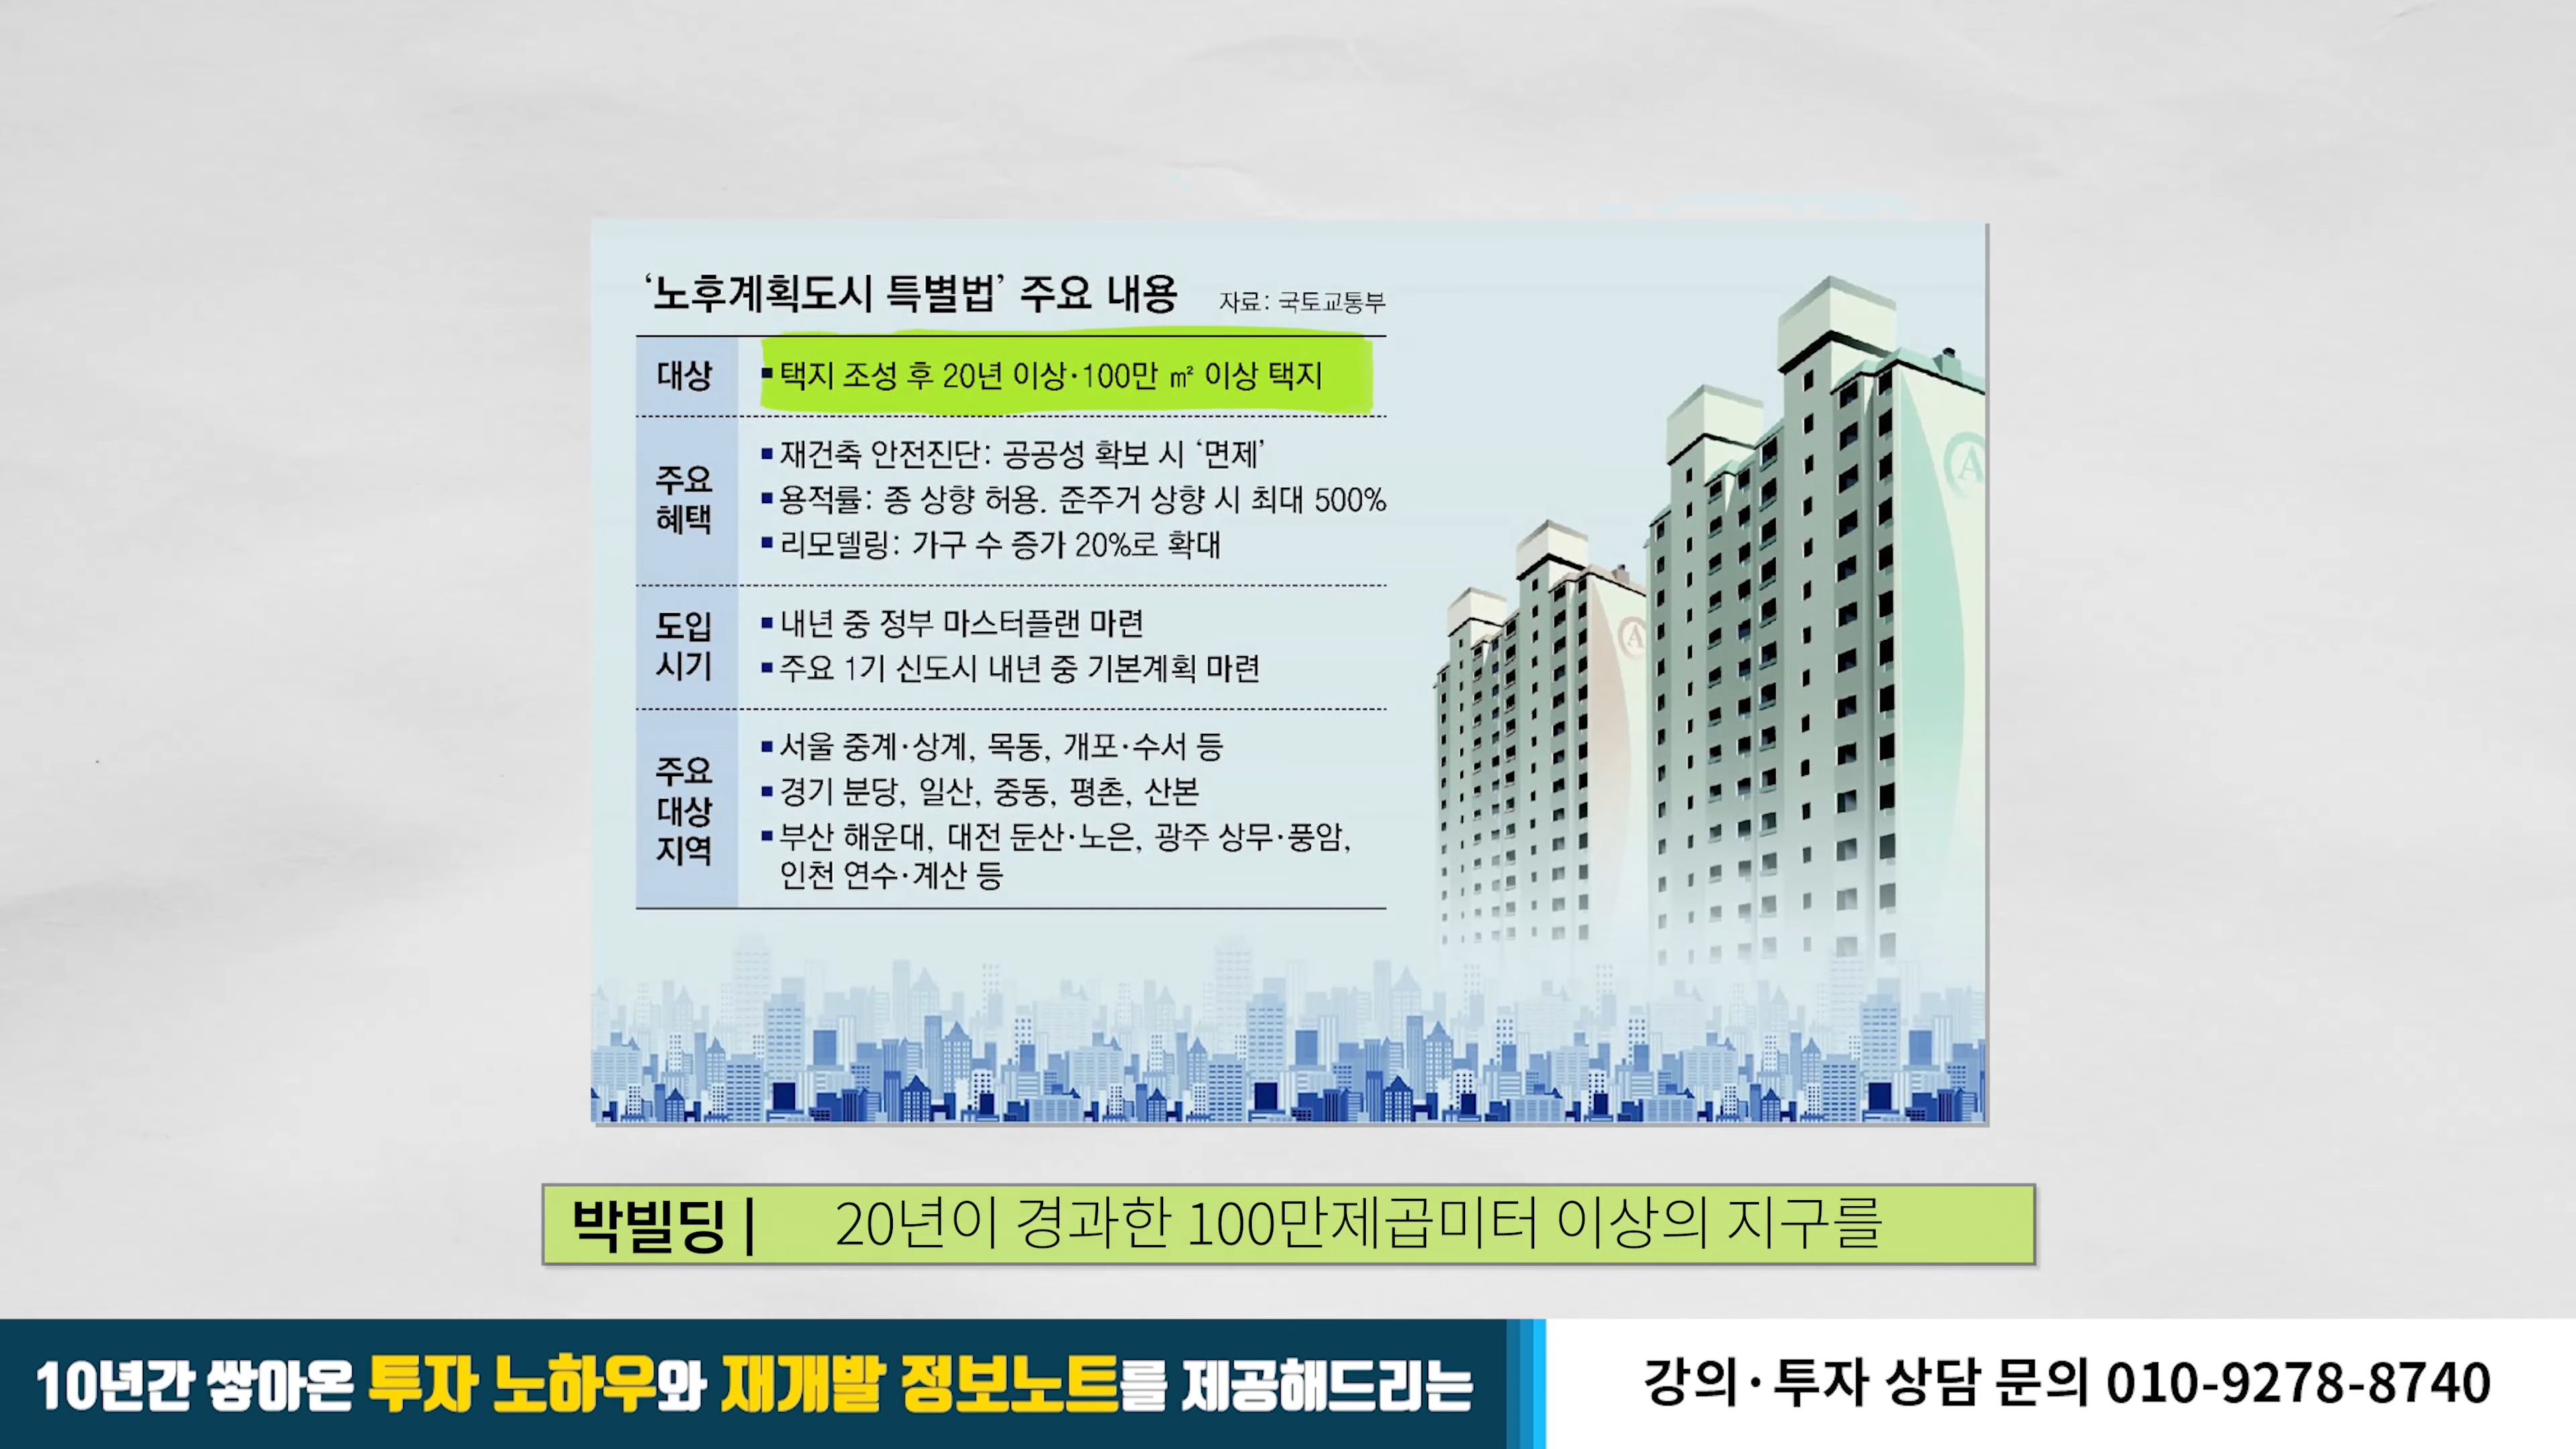 ‘노후계획도시 특별법’ 주요 내용
자료: 국토교통부
대상
▪택지 조성 후 20년 이상·100만 ㎡ 이상 택지
주요
혜택
▪재건축 안전진단: 공공성 확보 시 ‘면제’
▪용적률: 종 상향 허용. 준주거 상향 시 최대 500%
▪리모델링: 가구 수 증가 20%로 확대
도입
시기
▪내년 중 정부 마스터플랜 마련
▪주요 1기 신도시 내년 중 기본계획 마련
주요
대상
지역
▪서울 중계·상계, 목동, 개포·수서 등
▪경기 분당, 일산, 중동, 평촌, 산본
▪부산 해운대, 대전 둔산·노은, 광주 상무·풍암,
인천 연수·계산 등
A
A
박빌딩 | 20년이 경과한 100만제곱미터 이상의 지구를
10년간 쌓아온 투자 노하우와 재개발 정보노트를 제공해드리는
강의·투자 상담 문의 010-9278-8740